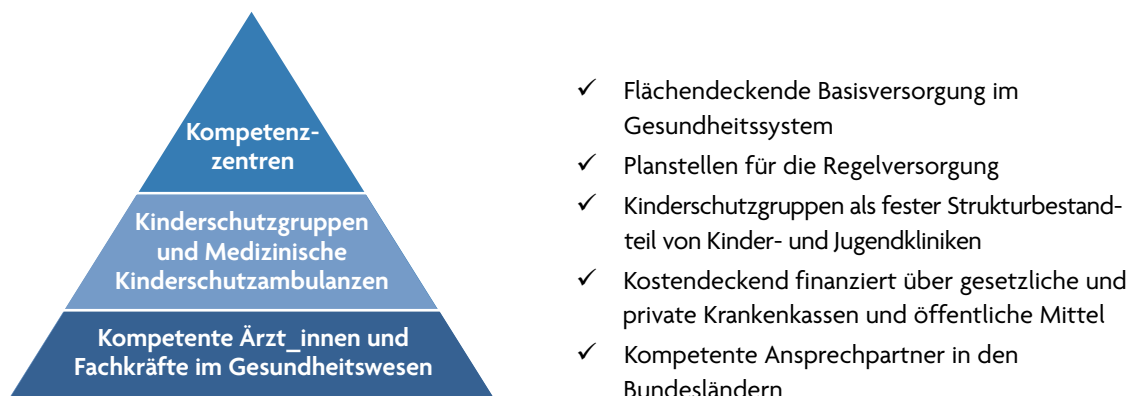 Kompetenz-
zentren
Kinderschutzgruppen
und Medizinische
Kinderschutzambulanzen
Kompetente Ärzt_innen und
Fachkräfte im Gesundheitswesen
✓ Flächendeckende Basisversorgung im
Gesundheitssystem
✓ Planstellen für die Regelversorgung
✓ Kinderschutzgruppen als fester Strukturbestand-
teil von Kinder- und Jugendkliniken
✓ Kostendeckend finanziert über gesetzliche und
private Krankenkassen und öffentliche Mittel
✓ Kompetente Ansprechpartner in den
Bundesländern